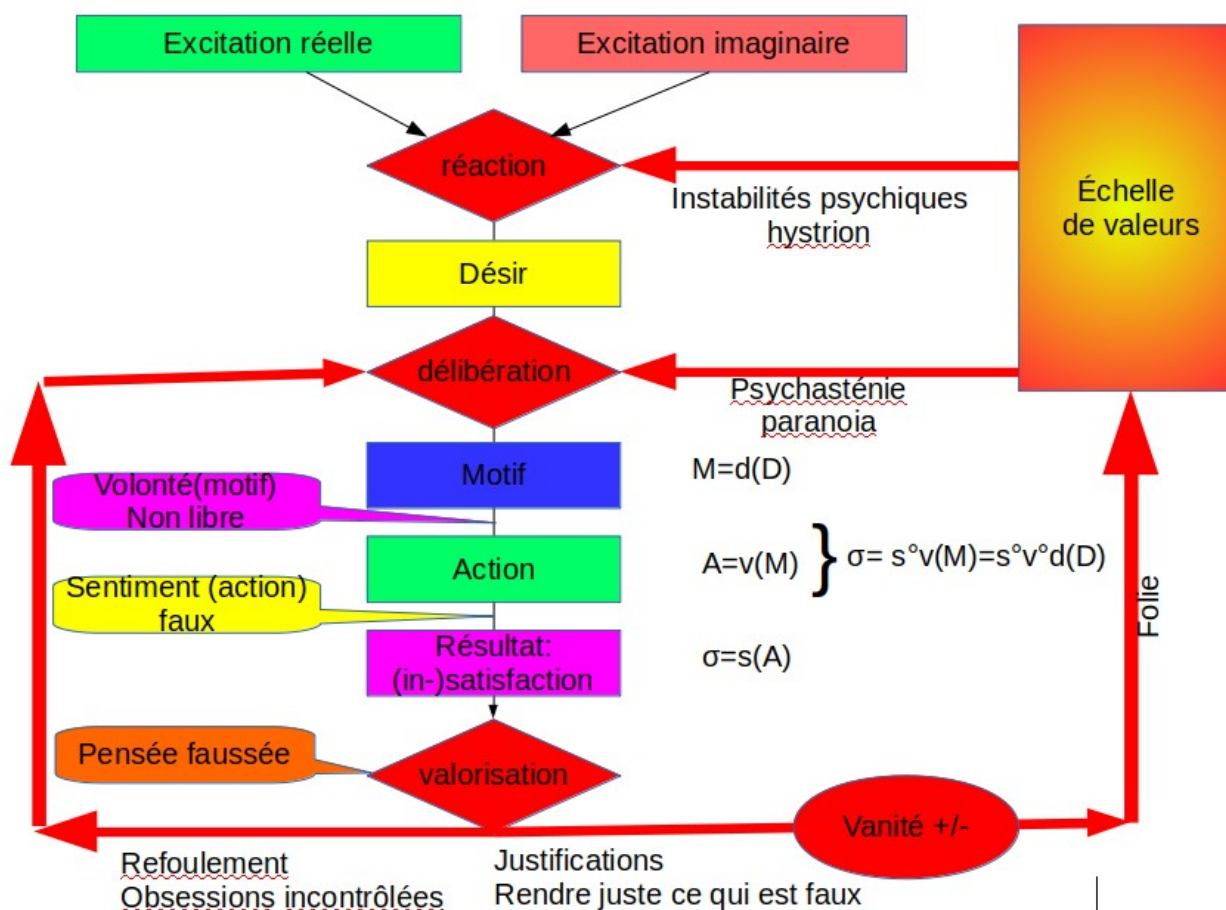 Excitation réelle
Excitation imaginaire
réaction
Instabilités psychiques
hystrion
Échelle
de valeurs
Désir
délibération
Psychasténie
paranoia
Motif
M=d(D)
Volonté(motif)
Non libre
Action
A=v(M)
} σ= s°v(M)=s°v°d(D)
Sentiment (action)
faux
Résultat:
(in-)satisfaction
σ=s(A)
Folie
Pensée faussée
valorisation
Vanité +/-
Refoulement
Obsessions incontrôlées
Justifications
Rendre juste ce qui est faux